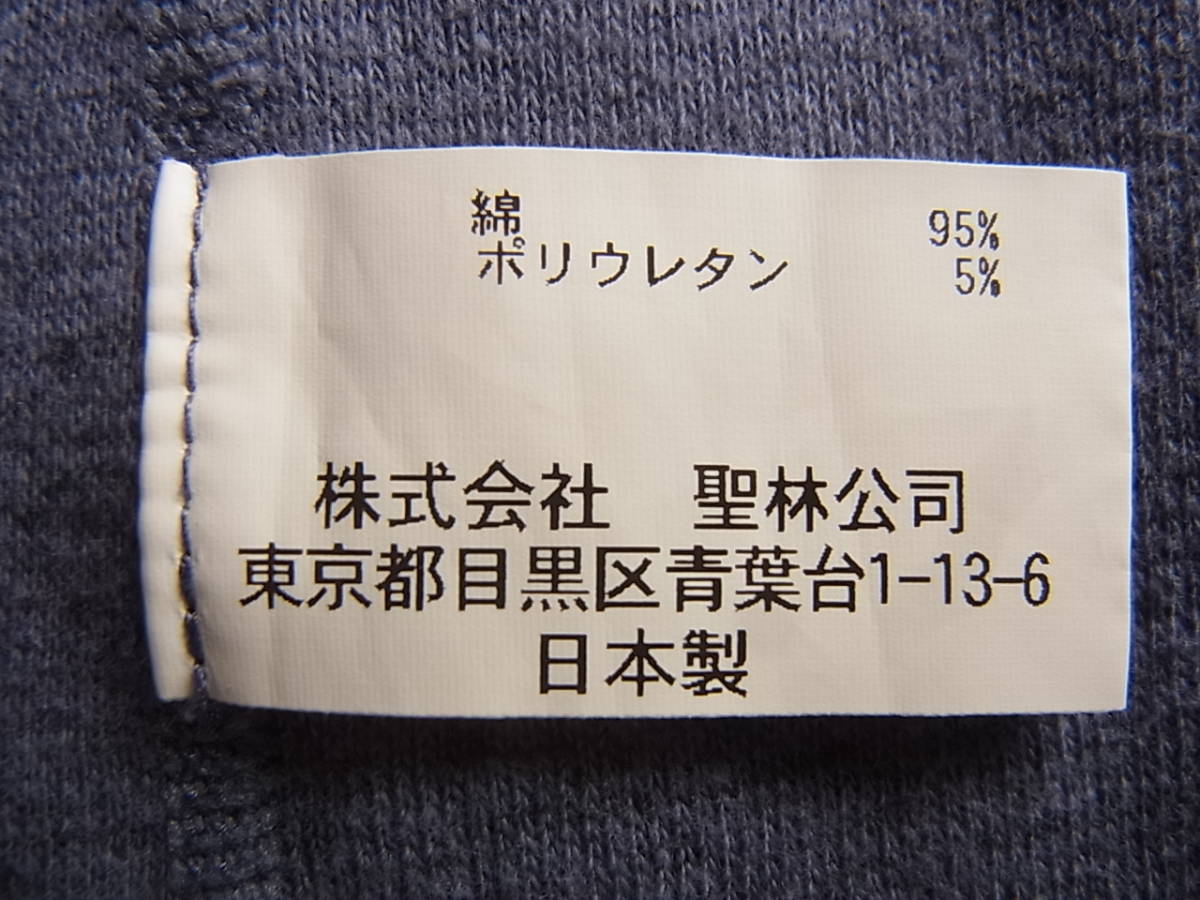 綿 95%
ポリウレタン 5%
株式会社 聖林公司
東京都目黒区青葉台1-13-6
日本製